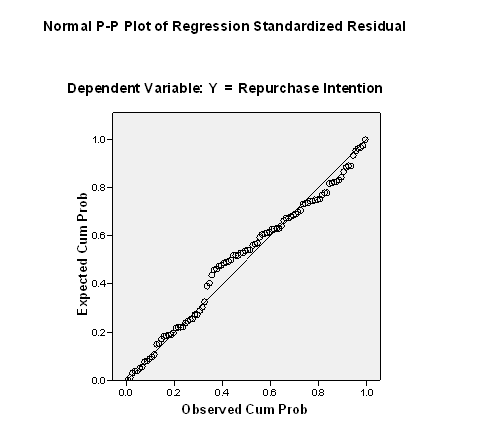 Normal P-P Plot of Regression Standardized Residual
Dependent Variable: Y = Repurchase Intention
1.0
0.8
0.6
0.4
0.2
0.0
Expected Cum Prob
0.0 0.2 0.4 0.6 0.8 1.0
Observed Cum Prob